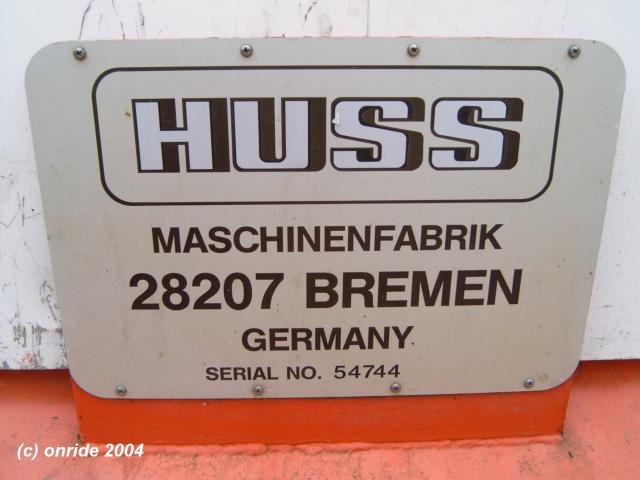 HUSS
MASCHINENFABRIK
28207 BREMEN
GERMANY
SERIAL NO. 54744
(c) onride 2004